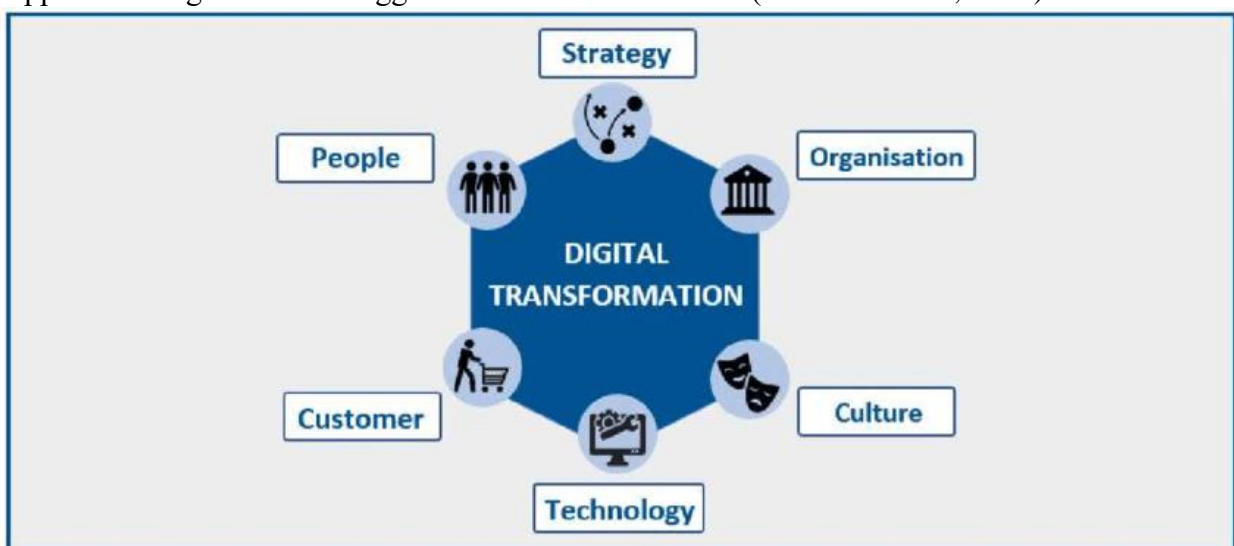 Strategy
People
Organisation
DIGITAL
TRANSFORMATION
Customer
Culture
Technology